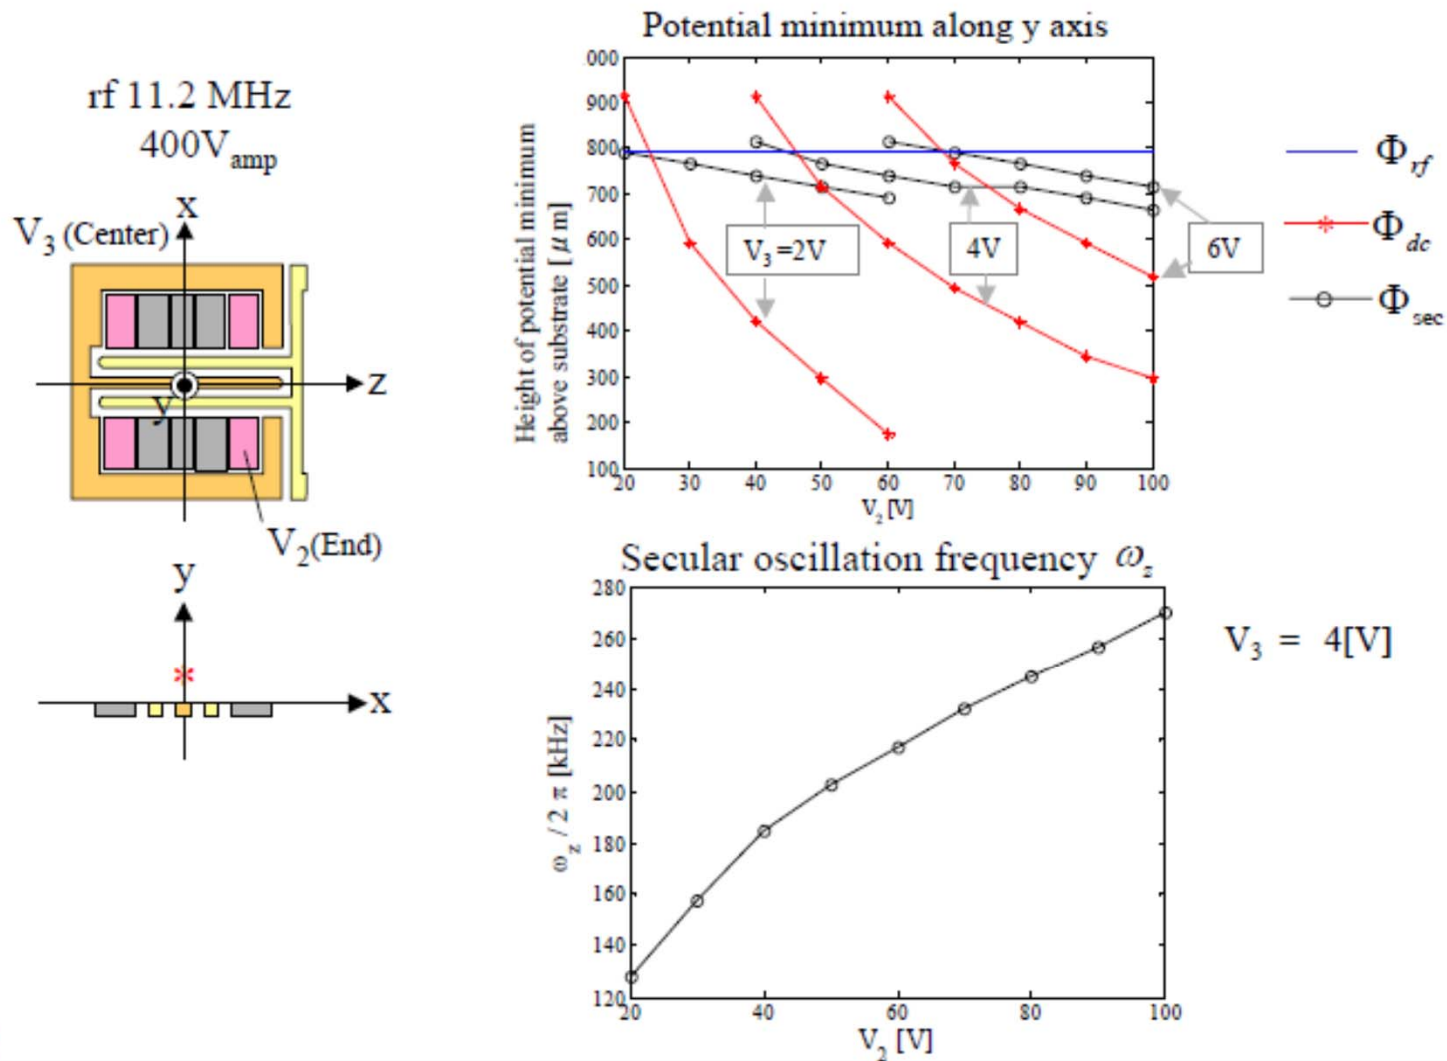 rf 11.2 MHz
400V_amp
V_3 (Center)
x
z
y
V_2(End)
y
x
Potential minimum along y axis
Height of potential minimum
above substrate [ μm]
000
900
800
700
600
500
400
300
200
100
20 30 40 50 60 70 80 90 100
V_2 [V]
V_3 =2V
4V
6V
Φ_rf
Φ_dc
Φ_sec
Secular oscillation frequency ω_z
ω_z / 2 π [kHz]
280
260
240
220
200
180
160
140
120
20 40 60 80 100
V_2 [V]
V_3 = 4[V]